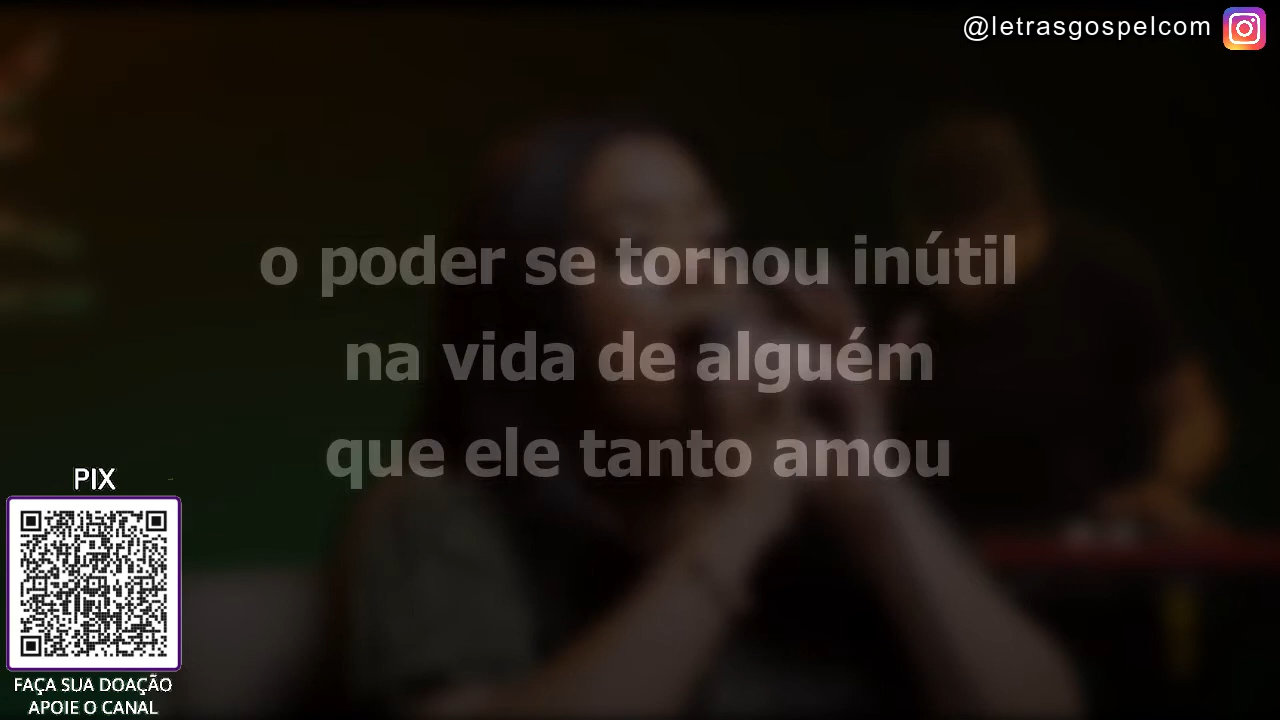 @letrasgospelcom
o poder se tornou inútil
na vida de alguém
que ele tanto amou
PIX
FAÇA SUA DOAÇÃO
APOIE O CANAL